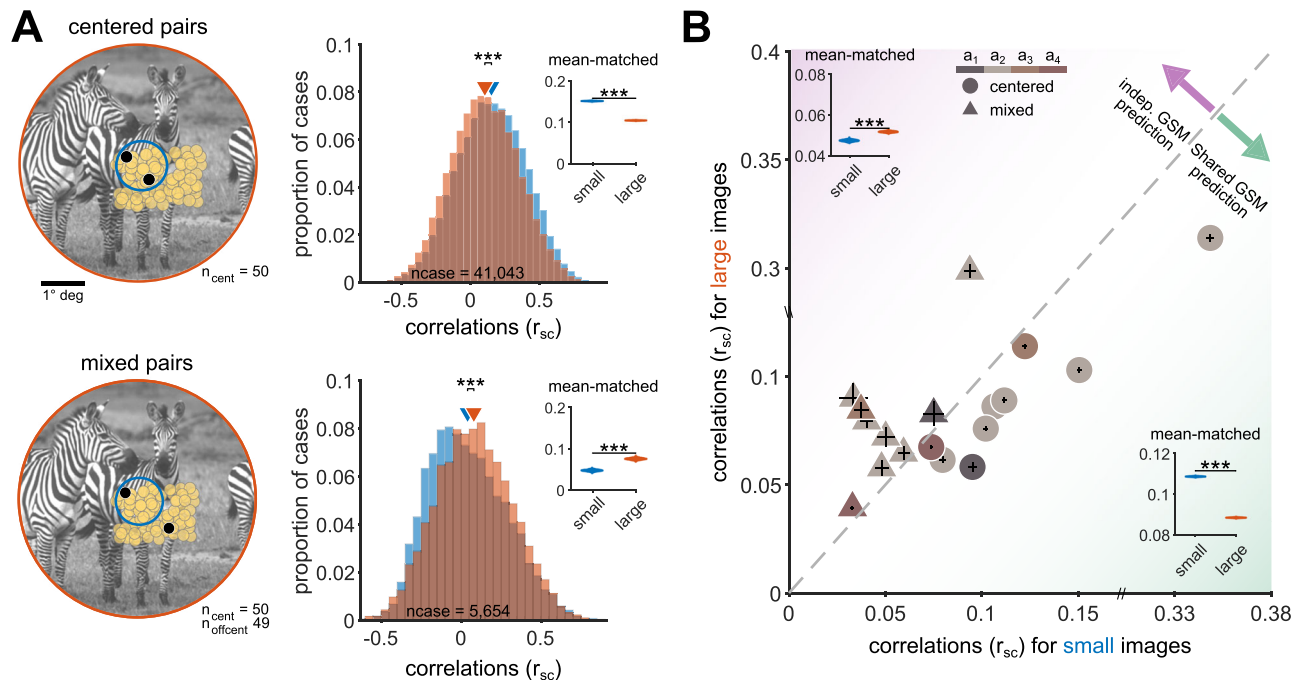 A
centered pairs
n_cent = 50
1° deg
0.1
0.08
0.06
0.04
0.02
0
proportion of cases
***
ncase = 41,043
-0.5
0
0.5
correlations (r_sc)
mean-matched
0.2
0.1
0
***
small
large
mixed pairs
n_cent = 50
n_offcent 49
0.1
0.08
0.06
0.04
0.02
0
proportion of cases
***
ncase = 5,654
-0.5
0
0.5
correlations (r_sc)
mean-matched
0.2
0.1
0
***
small
large
B
0.4
0.35
0.3
0.1
0.05
0
correlations (r_sc) for large images
mean-matched
0.08
0.06
0.04
***
small
large
a₁ a₂ a₃ a₄
centered
mixed
indep. GSM
prediction
Shared GSM
prediction
mean-matched
0.12
0.1
0.08
***
small
large
0
0.05
0.1
0.15
0.33
0.38
correlations (r_sc) for small images